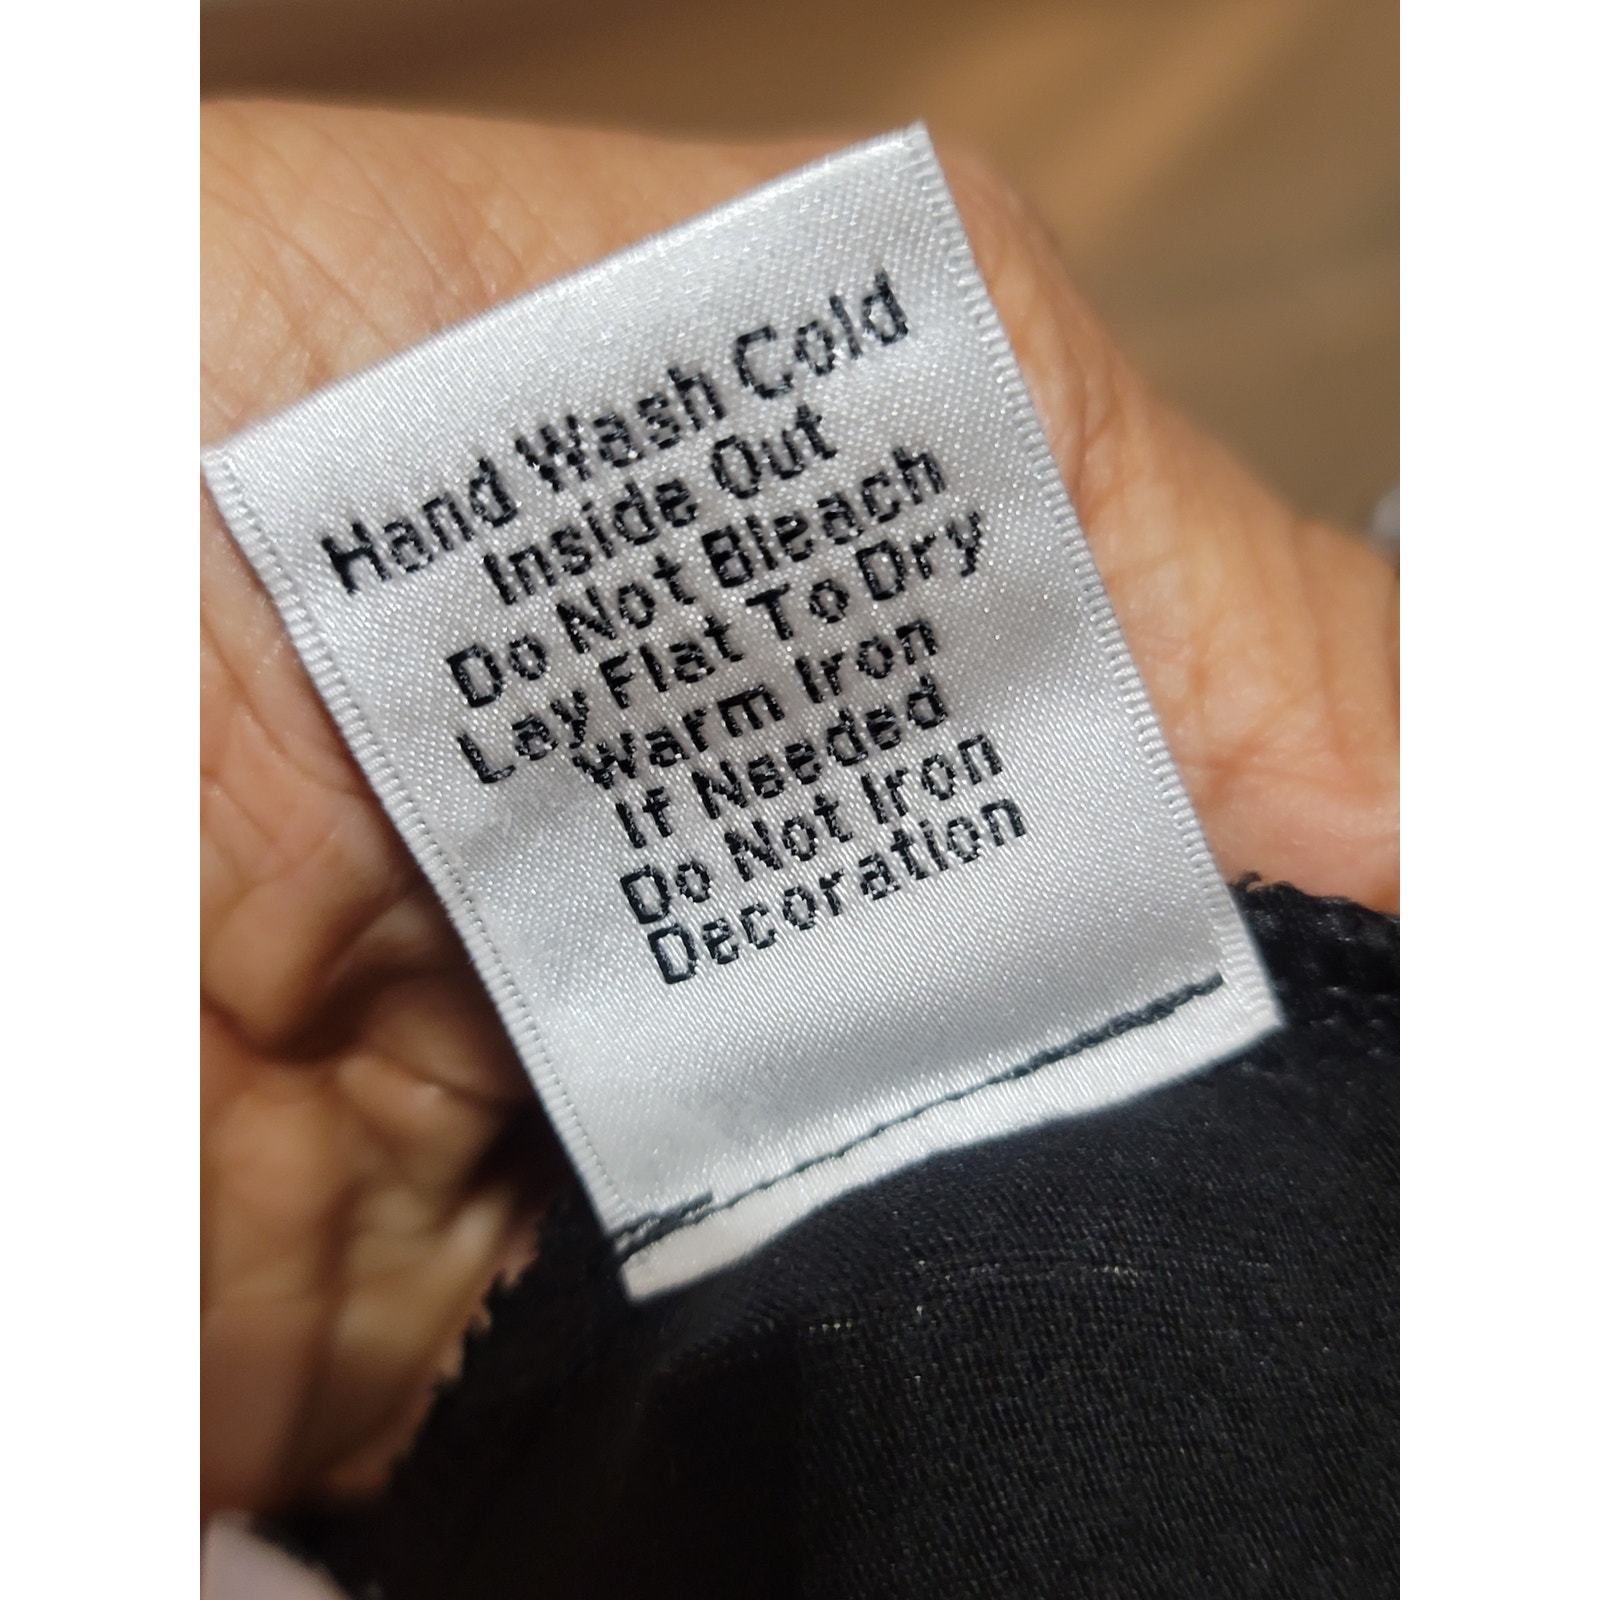 Hand Wash Cold
Inside Out
Do Not Bleach
Lay Flat To Dry
Warm Iron
If Needed
Do Not Iron
Decoration